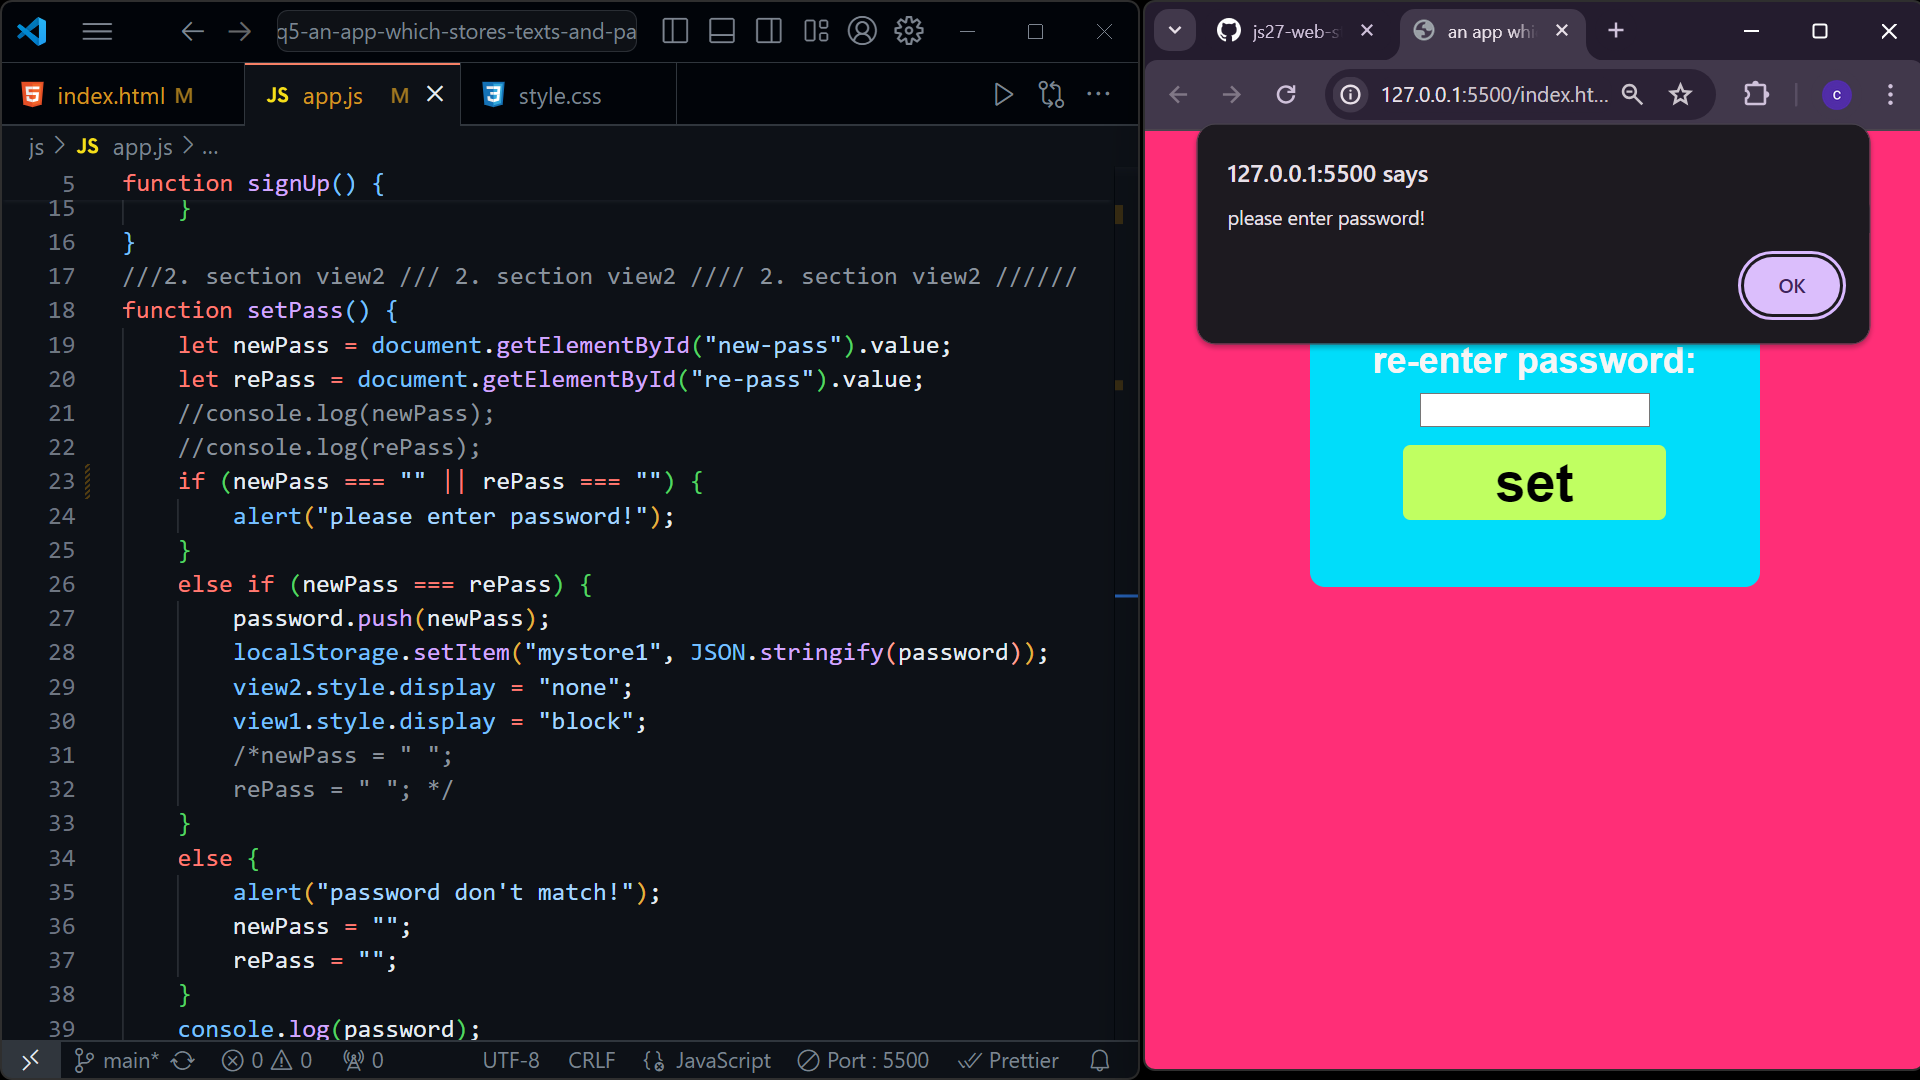 q5-an-app-which-stores-texts-and-pa
index.html M
JS app.js M
style.css
js > JS app.js > ...
5 function signUp() {
15 }
16 }
17 ///2. section view2 /// 2. section view2 //// 2. section view2 //////
18 function setPass() {
19 let newPass = document.getElementById("new-pass").value;
20 let rePass = document.getElementById("re-pass").value;
21 //console.log(newPass);
22 //console.log(rePass);
23 if (newPass === "" || rePass === "") {
24 alert("please enter password!");
25 }
26 else if (newPass === rePass) {
27 password.push(newPass);
28 localStorage.setItem("mystore1", JSON.stringify(password));
29 view2.style.display = "none";
30 view1.style.display = "block";
31 /*newPass = " ";
32 rePass = " "; */
33 }
34 else {
35 alert("password don't match!");
36 newPass = "";
37 rePass = "";
38 }
39 console.log(password);
main* 0 0 0 UTF-8 CRLF JavaScript Port : 5500 Prettier
js27-web-s
an app whi
127.0.0.1:5500/index.ht...
c
127.0.0.1:5500 says
please enter password!
OK
re-enter password:
set